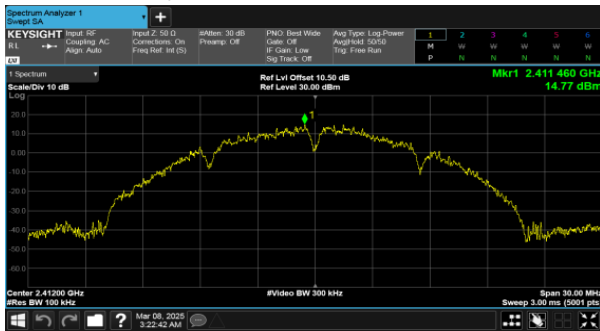 Spectrum Analyzer 1
Swept SA
+
KEYSIGHT
RL
LXI
Input: RF
Coupling: AC
Align: Auto
Input Z: 50 Ω
Corrections: On
Freq Ref: Int (S)
#Atten: 30 dB
Preamp: Off
PNO: Best Wide
Gate: Off
IF Gain: Low
Sig Track: Off
Avg Type: Log-Power
Avg|Hold: 50/50
Trig: Free Run
1 2 3 4 5 6
M W W W W W
P N N N N N
1 Spectrum
Scale/Div 10 dB
Ref Lvl Offset 10.50 dB
Ref Level 30.00 dBm
Mkr1 2.411 460 GHz
14.77 dBm
Log
20.0
10.0
0.00
-10.0
-20.0
-30.0
-40.0
-50.0
-60.0
1
Center 2.41200 GHz
#Res BW 100 kHz
#Video BW 300 kHz
Span 30.00 MHz
Sweep 3.00 ms (5001 pts)
?
Mar 08, 2025
3:22:42 AM